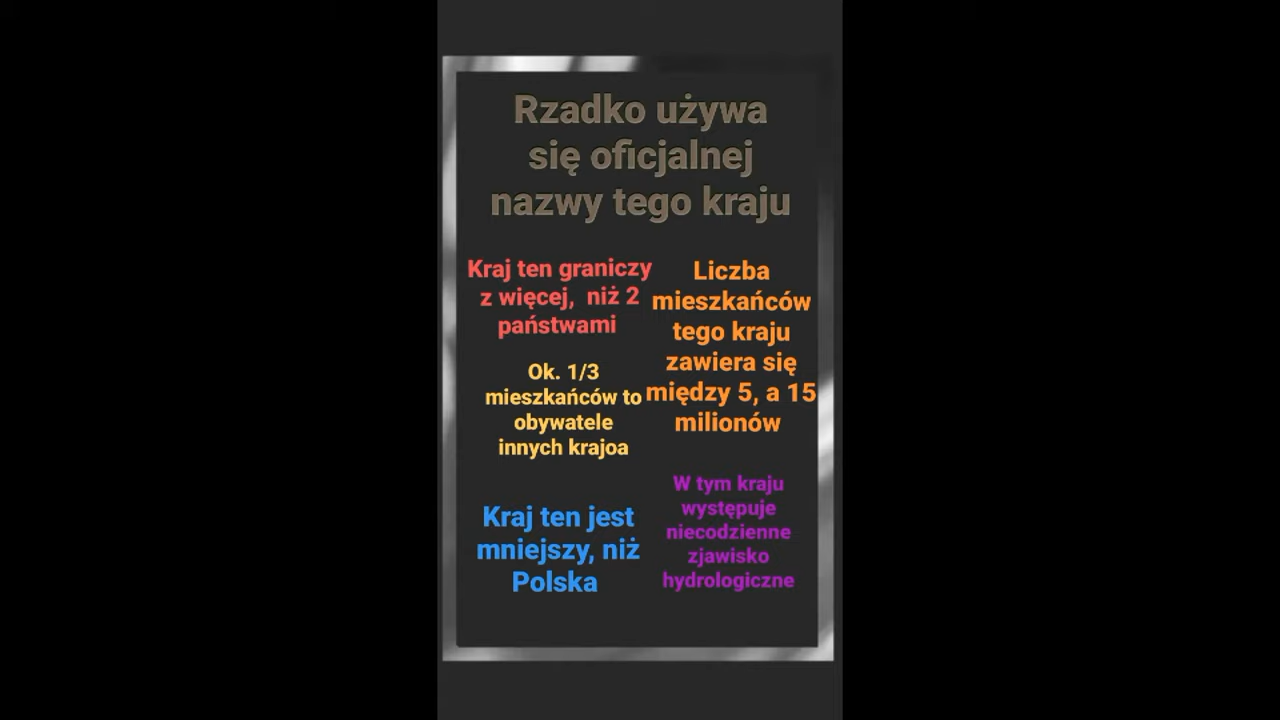 Rzadko używa
się oficjalnej
nazwy tego kraju
Kraj ten graniczy
z więcej,  niż 2
państwami
Liczba
mieszkańców
tego kraju
zawiera się
między 5, a 15
milionów
Ok. 1/3
mieszkańców to
obywatele
innych krajoa
W tym kraju
występuje
niecodzienne
zjawisko
hydrologiczne
Kraj ten jest
mniejszy, niż
Polska